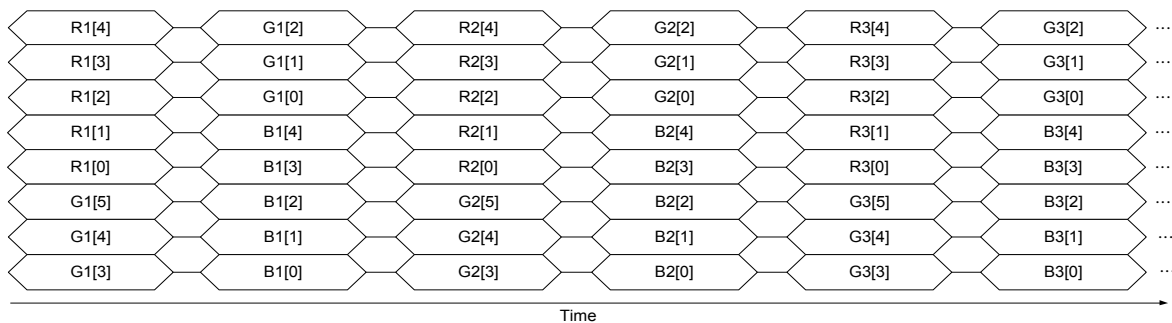 R1[4] G1[2] R2[4] G2[2] R3[4] G3[2] ...
R1[3] G1[1] R2[3] G2[1] R3[3] G3[1] ...
R1[2] G1[0] R2[2] G2[0] R3[2] G3[0] ...
R1[1] B1[4] R2[1] B2[4] R3[1] B3[4] ...
R1[0] B1[3] R2[0] B2[3] R3[0] B3[3] ...
G1[5] B1[2] G2[5] B2[2] G3[5] B3[2] ...
G1[4] B1[1] G2[4] B2[1] G3[4] B3[1] ...
G1[3] B1[0] G2[3] B2[0] G3[3] B3[0] ...
Time